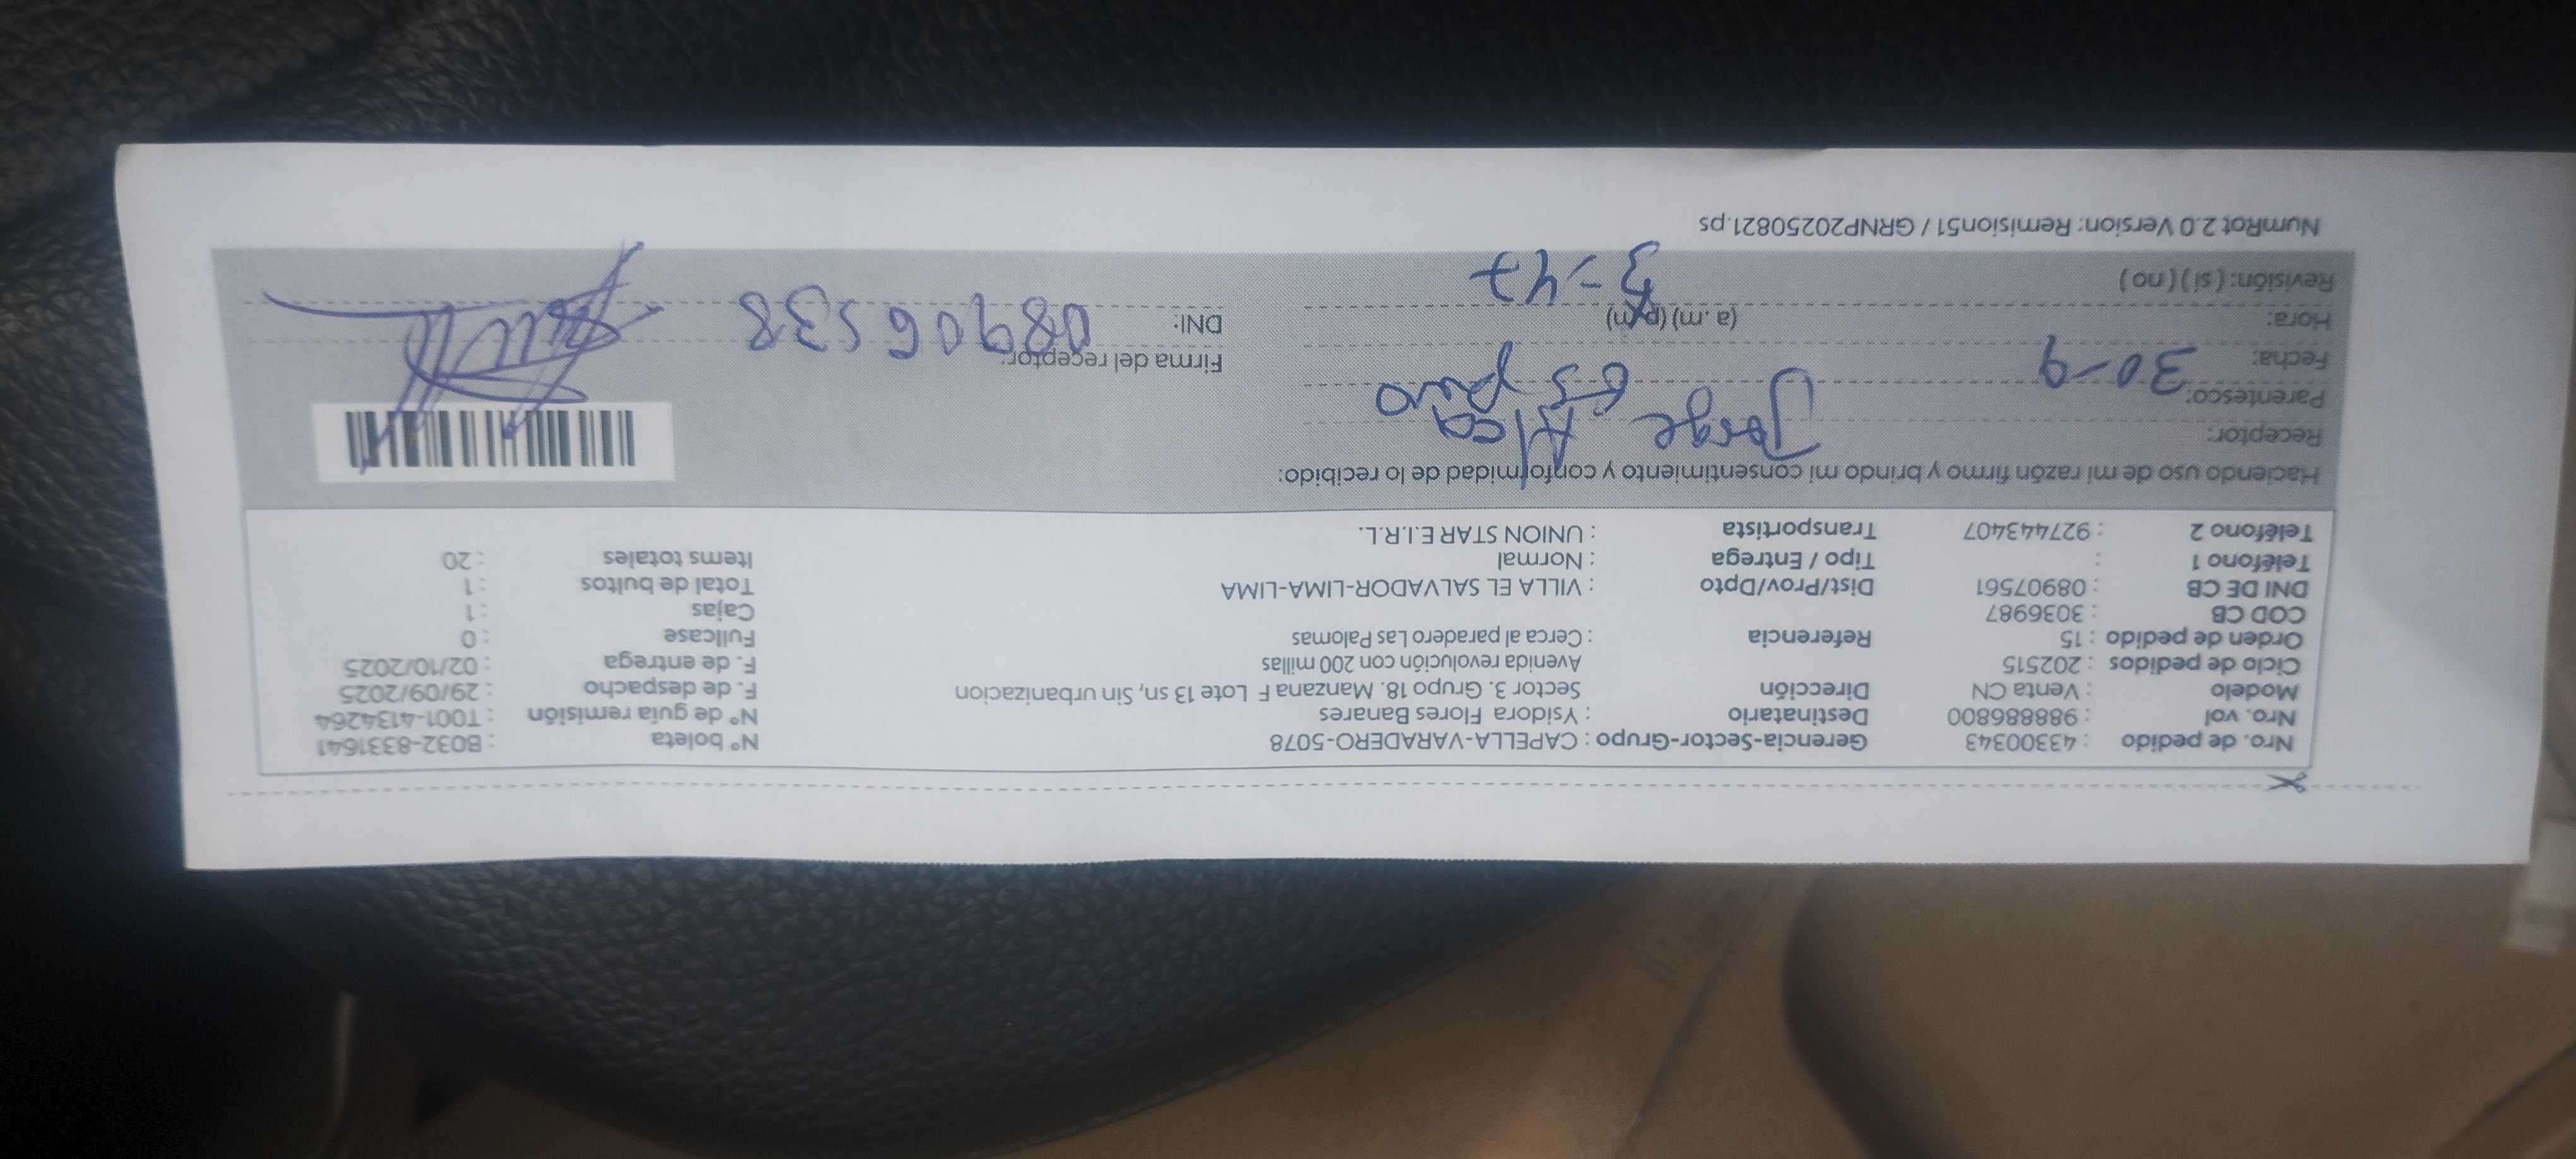 Nro. de pedido : 43300343 Gerencia-Sector-Grupo : CAPELLA-VARADERO-5078 N° boleta : B032-8331641
Nro. vol : 988886800 Destinatario : Ysidora Flores Banares N° de guía remisión : T001-4134264
Modelo : Venta CN Dirección Sector 3. Grupo 18. Manzana F Lote 13 sn, Sin urbanizacion F. de despacho : 29/09/2025
Ciclo de pedidos : 202515 Avenida revolución con 200 millas F. de entrega : 02/10/2025
Orden de pedido : 15 Referencia : Cerca al paradero Las Palomas Fullcase : 0
COD CB : 3036987 Cajas : 1
DNI DE CB : 08907561 Dist/Prov/Dpto : VILLA EL SALVADOR-LIMA-LIMA Total de bultos : 1
Teléfono 1 : Tipo / Entrega : Normal Items totales : 20
Teléfono 2 : 927443407 Transportista : UNION STAR E.I.R.L.
Haciendo uso de mi razón firmo y brindo mi consentimiento y conformidad de lo recibido:
Receptor: Jorge
Parentesco: Esposo
Fecha: 30-9 Firma del receptor:
Hora: (a. m) (p. m) 3-47 DNI: 08906538
Revisión: ( si ) ( no )
NumRot 2.0 Version: Remision51 / GRNP20250821.ps